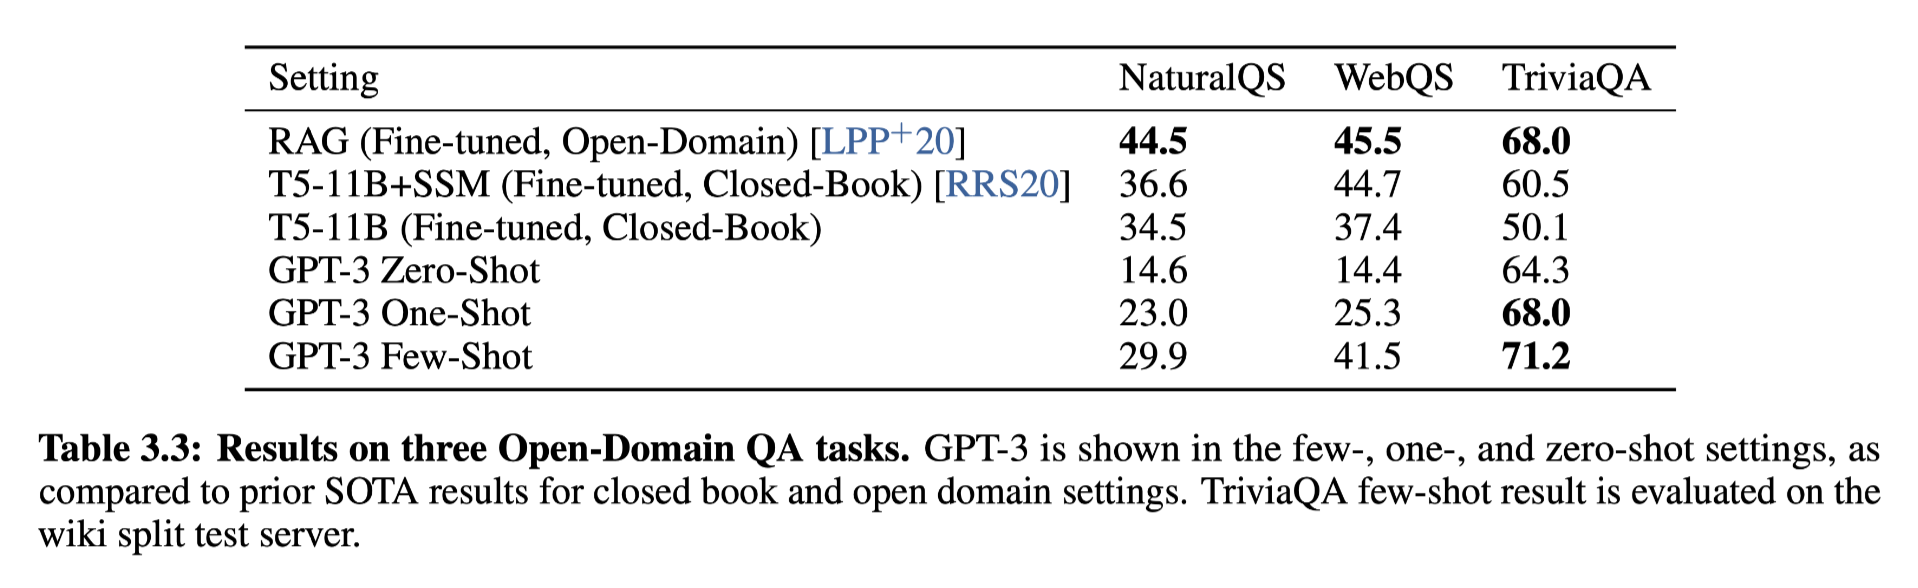 Setting NaturalQS WebQS TriviaQA
RAG (Fine-tuned, Open-Domain) [LPP+20] 44.5 45.5 68.0
T5-11B+SSM (Fine-tuned, Closed-Book) [RRS20] 36.6 44.7 60.5
T5-11B (Fine-tuned, Closed-Book) 34.5 37.4 50.1
GPT-3 Zero-Shot 14.6 14.4 64.3
GPT-3 One-Shot 23.0 25.3 68.0
GPT-3 Few-Shot 29.9 41.5 71.2
Table 3.3: Results on three Open-Domain QA tasks. GPT-3 is shown in the few-, one-, and zero-shot settings, as
compared to prior SOTA results for closed book and open domain settings. TriviaQA few-shot result is evaluated on the
wiki split test server.